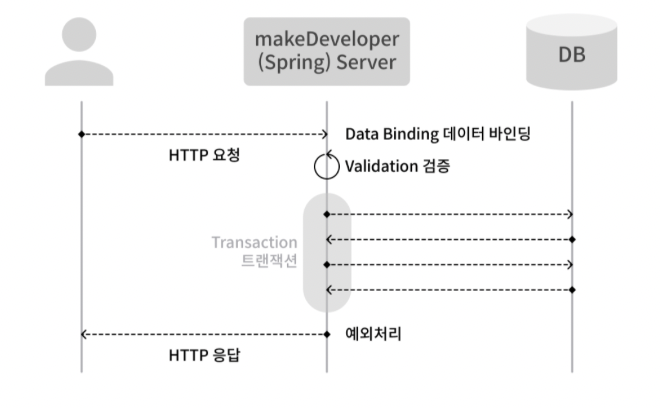 makeDeveloper
(Spring) Server
DB
Data Binding 데이터 바인딩
HTTP 요청
Validation 검증
Transaction
트랜잭션
예외처리
HTTP 응답